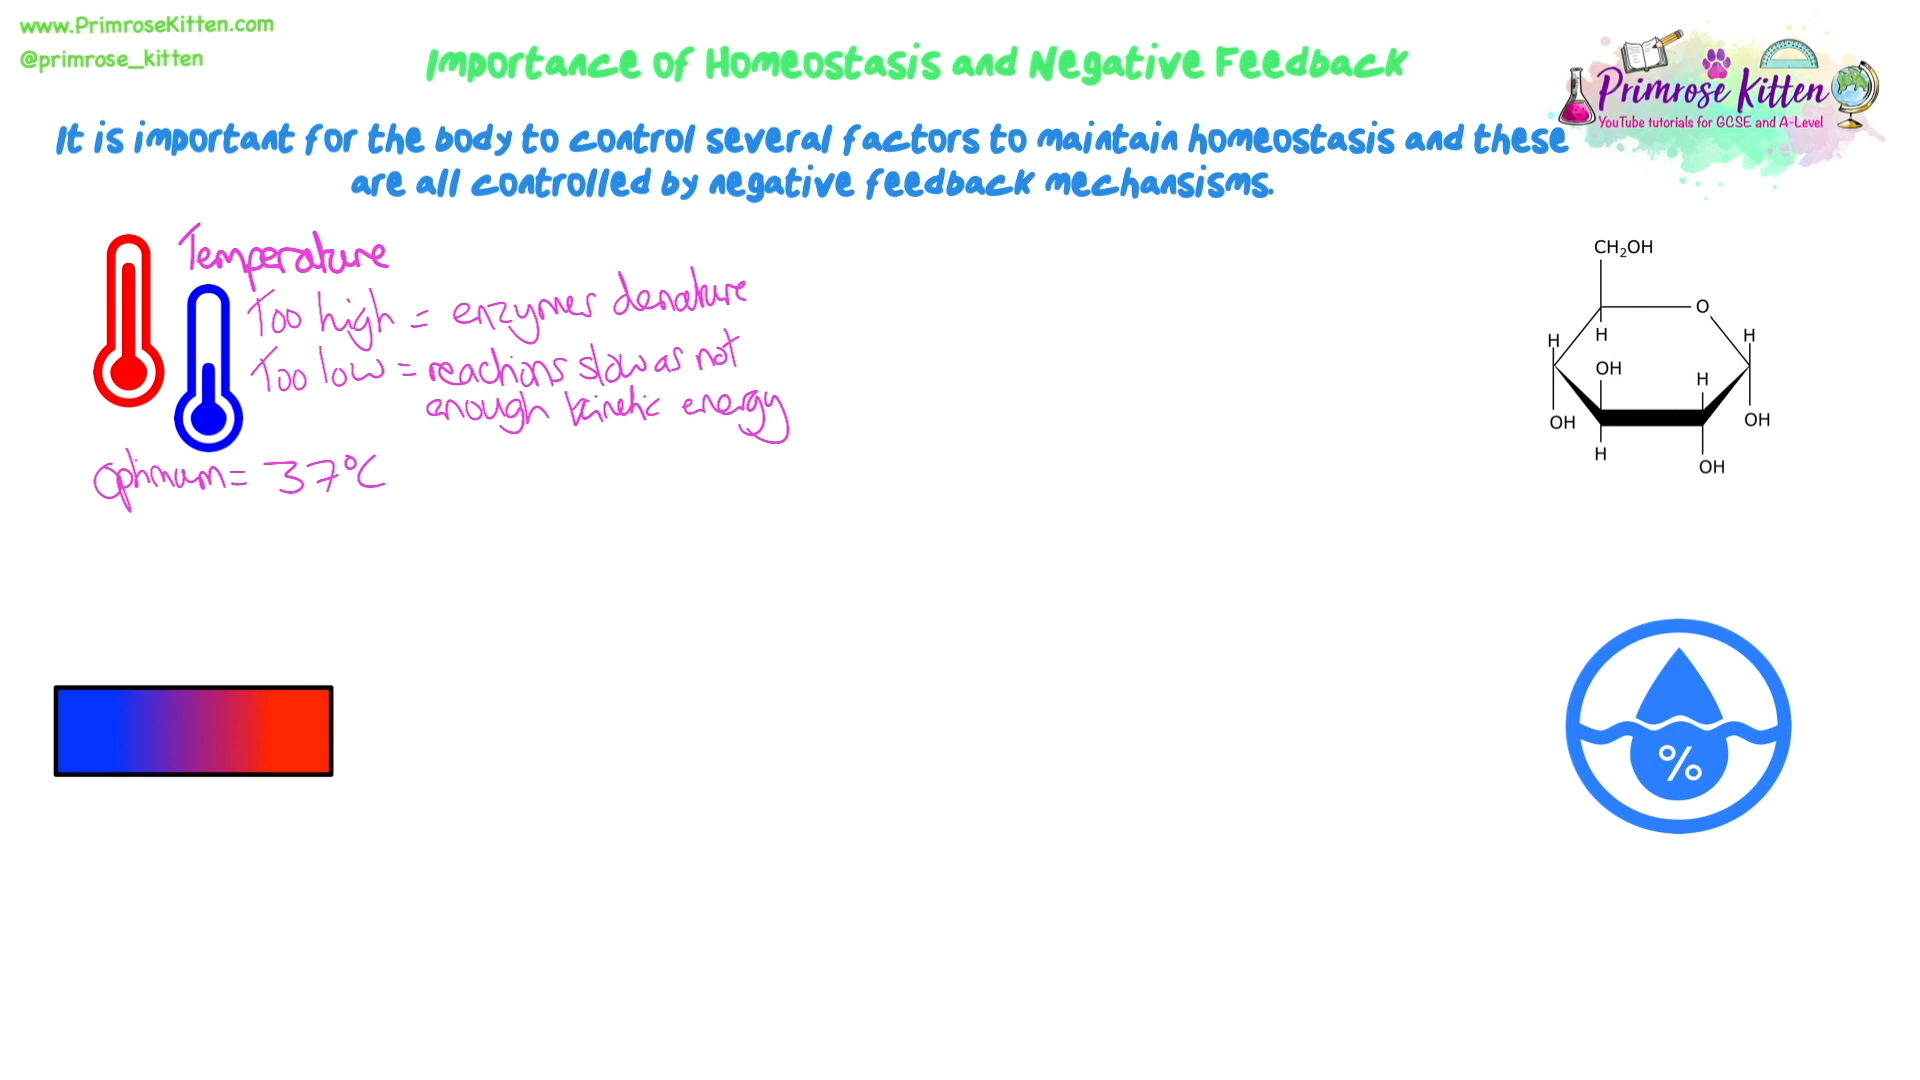 www.PrimroseKitten.com
@primrose_kitten
Importance of Homeostasis and Negative Feedback
Primrose Kitten
YouTube tutorials for GCSE and A-Level
It is important for the body to control several factors to maintain homeostasis and these
are all controlled by negative feedback mechansisms.
Temperature
Too high = enzymes denature
Too low = reactions slow as not
enough kinetic energy
Optimum = 37°C
CH₂OH
O
H
H
H
OH
H
OH
OH
H
OH
%